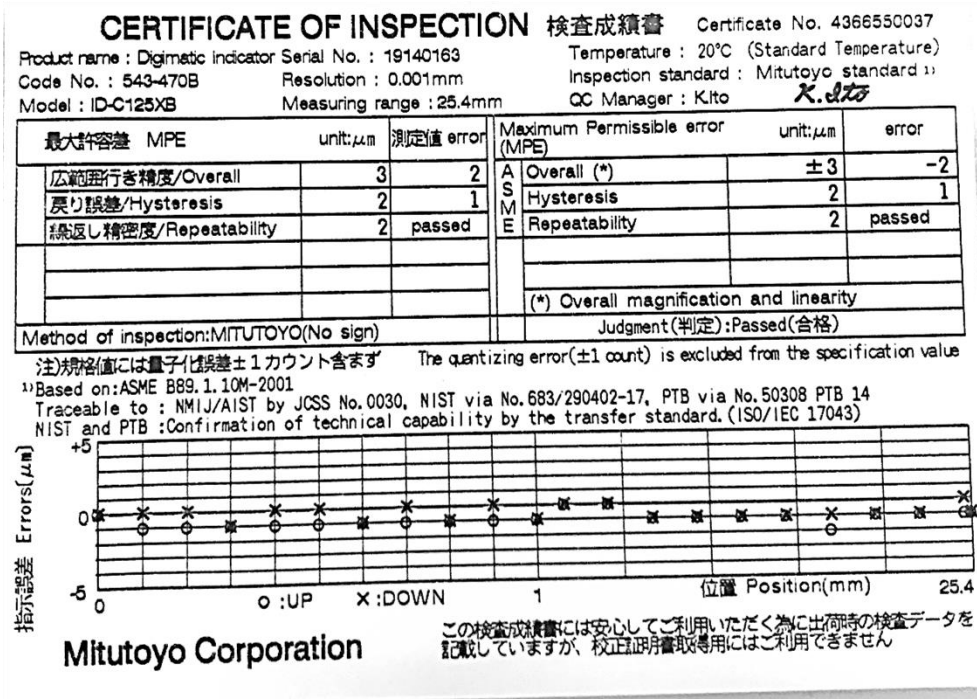 CERTIFICATE OF INSPECTION 検査成績書 Certificate No. 4366550037
Product name : Digimatic indicator Serial No. : 19140163 Temperature : 20℃ (Standard Temperature)
Code No. : 543-470B Resolution : 0.001mm Inspection standard : Mitutoyo standard 1)
Model : ID-C125XB Measuring range : 25.4mm QC Manager : K.Ito K. Ito
最大許容差 MPE unit:μm 測定値 error Maximum Permissible error (MPE) unit:μm error
広範囲行き精度/Overall 3 2 ASME Overall (*) ±3 -2
戻り誤差/Hysteresis 2 1 Hysteresis 2 1
繰返し精密度/Repeatability 2 passed Repeatability 2 passed
(*) Overall magnification and linearity
Method of inspection:MITUTOYO(No sign) Judgment(判定):Passed(合格)
注)規格値には量子化誤差±1カウント含まず The quantizing error(±1 count) is excluded from the specification value
1)Based on:ASME B89.1.10M-2001
Traceable to : NMIJ/AIST by JCSS No.0030, NIST via No.683/290402-17, PTB via No.50308 PTB 14
NIST and PTB :Confirmation of technical capability by the transfer standard.(ISO/IEC 17043)
指示誤差 Errors(μm)
+5
0
-5
0 O :UP X :DOWN 1 位置 Position(mm) 25.4
Mitutoyo Corporation
この検査成績書には安心してご利用いただく為に出荷時の検査データを
記載していますが、校正証明書取得用にはご利用できません